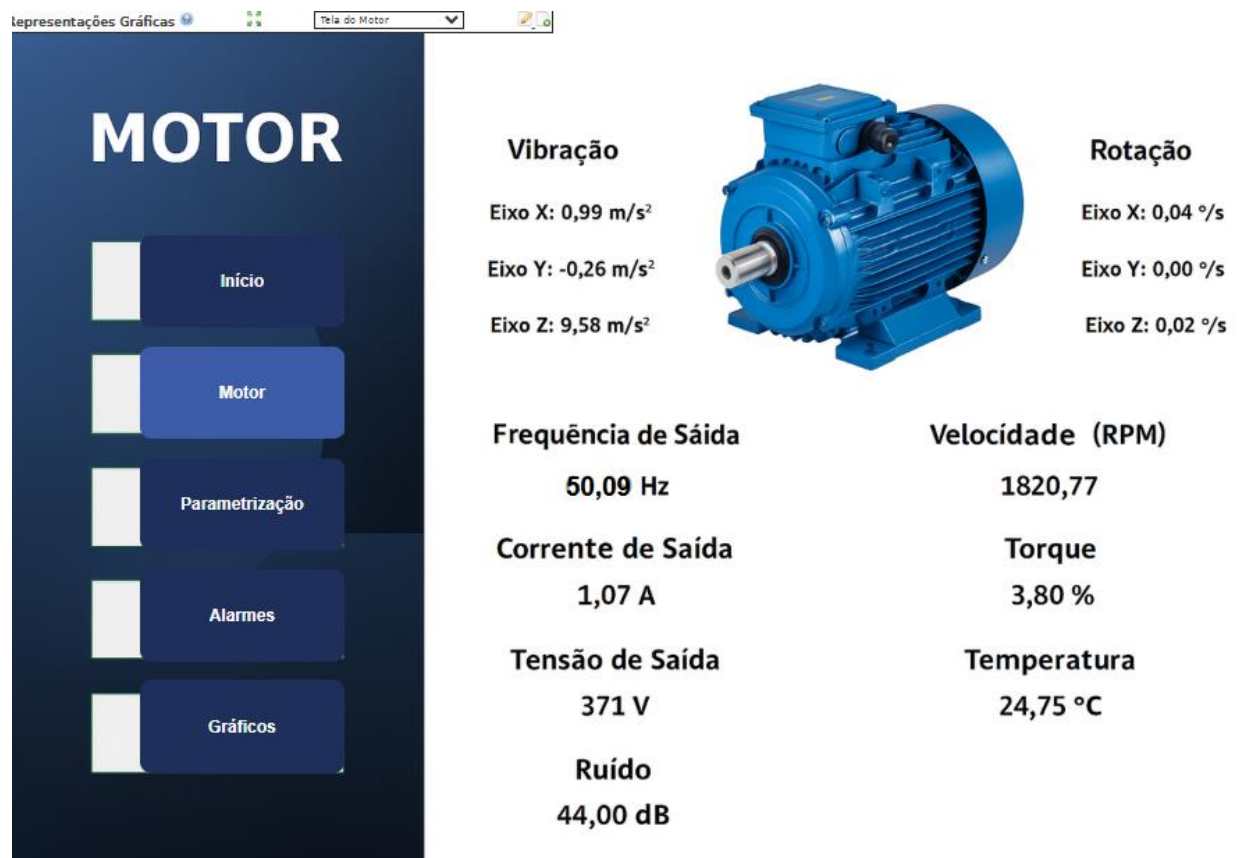 Representações Gráficas
Tela do Motor
MOTOR
Início
Motor
Parametrização
Alarmes
Gráficos
Vibração
Eixo X: 0,99 m/s²
Eixo Y: -0,26 m/s²
Eixo Z: 9,58 m/s²
Rotação
Eixo X: 0,04 °/s
Eixo Y: 0,00 °/s
Eixo Z: 0,02 °/s
Frequência de Sáida
50,09 Hz
Velocídade (RPM)
1820,77
Corrente de Saída
1,07 A
Torque
3,80 %
Tensão de Saída
371 V
Temperatura
24,75 °C
Ruído
44,00 dB